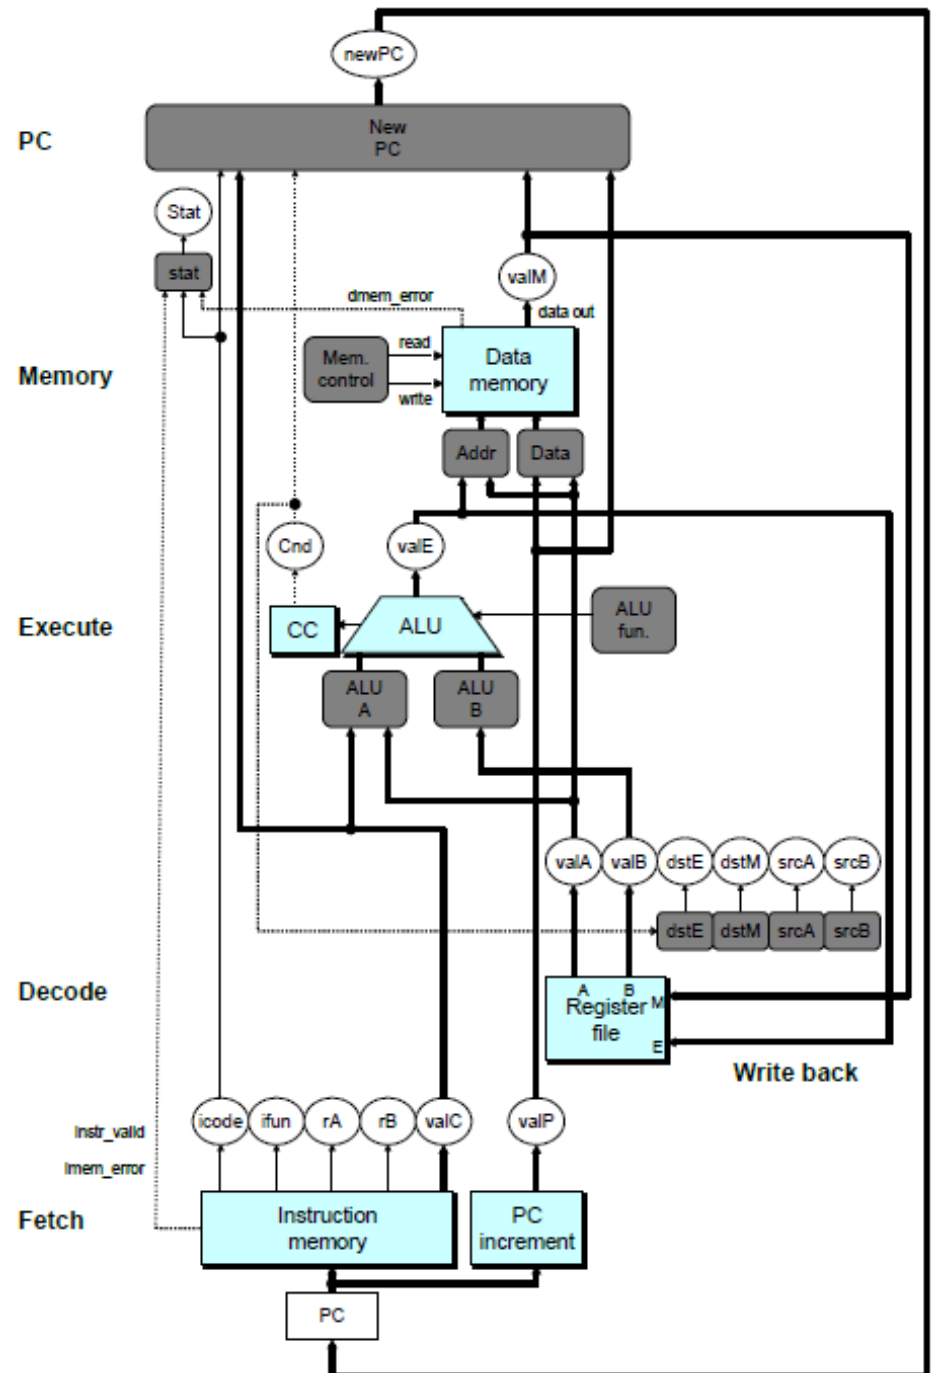 newPC
New
PC
PC
Stat
stat
valM
dmem_error
data out
read
Mem.
control
Data
memory
Memory
write
Addr
Data
Cnd
valE
ALU
fun.
CC
ALU
Execute
ALU
A
ALU
B
valA
valB
dstE
dstM
srcA
srcB
dstE
dstM
srcA
srcB
Decode
A
B
M
Register
file
E
Write back
icode
ifun
rA
rB
valC
valP
Instr_valid
Imem_error
Fetch
Instruction
memory
PC
increment
PC